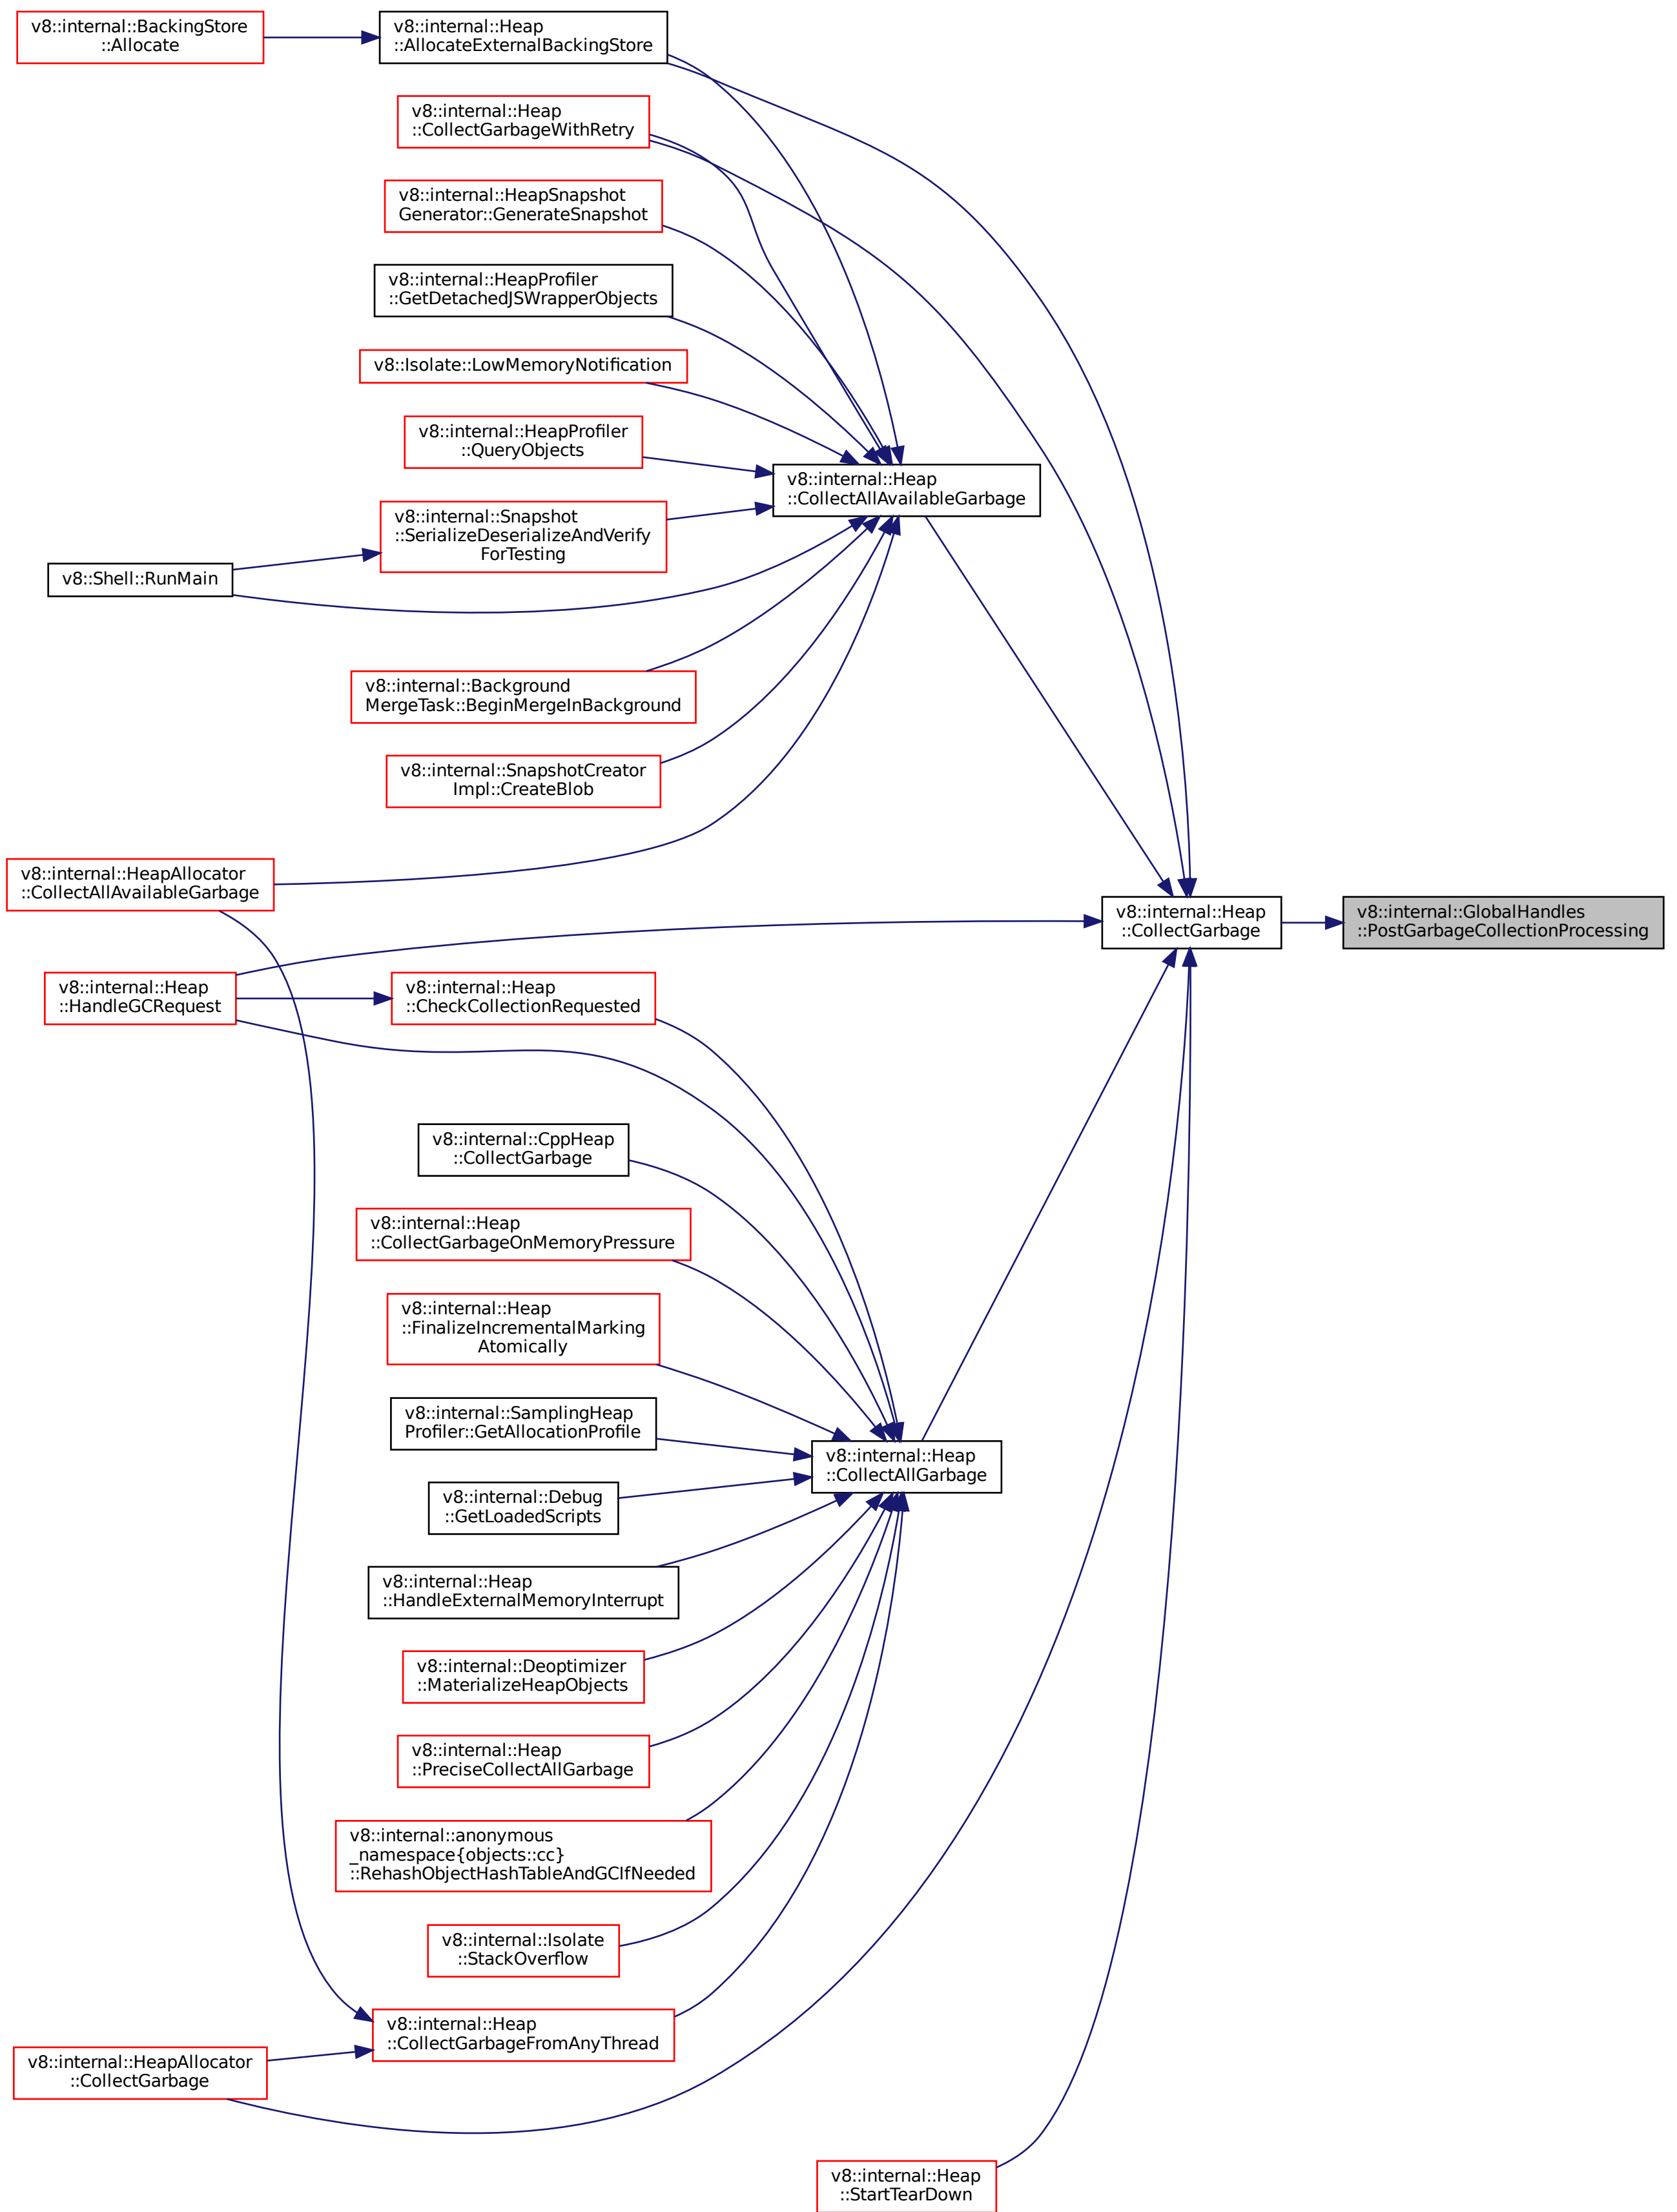 v8::internal::BackingStore
::Allocate
v8::internal::Heap
::AllocateExternalBackingStore
v8::internal::Heap
::CollectGarbageWithRetry
v8::internal::HeapSnapshot
Generator::GenerateSnapshot
v8::internal::HeapProfiler
::GetDetachedJSWrapperObjects
v8::Isolate::LowMemoryNotification
v8::internal::HeapProfiler
::QueryObjects
v8::internal::Heap
::CollectAllAvailableGarbage
v8::internal::Snapshot
::SerializeDeserializeAndVerify
ForTesting
v8::Shell::RunMain
v8::internal::Background
MergeTask::BeginMergeInBackground
v8::internal::SnapshotCreator
Impl::CreateBlob
v8::internal::HeapAllocator
::CollectAllAvailableGarbage
v8::internal::Heap
::CollectGarbage
v8::internal::GlobalHandles
::PostGarbageCollectionProcessing
v8::internal::Heap
::HandleGCRequest
v8::internal::Heap
::CheckCollectionRequested
v8::internal::CppHeap
::CollectGarbage
v8::internal::Heap
::CollectGarbageOnMemoryPressure
v8::internal::Heap
::FinalizeIncrementalMarking
Atomically
v8::internal::SamplingHeap
Profiler::GetAllocationProfile
v8::internal::Heap
::CollectAllGarbage
v8::internal::Debug
::GetLoadedScripts
v8::internal::Heap
::HandleExternalMemoryInterrupt
v8::internal::Deoptimizer
::MaterializeHeapObjects
v8::internal::Heap
::PreciseCollectAllGarbage
v8::internal::anonymous
_namespace{objects::cc}
::RehashObjectHashTableAndGCIfNeeded
v8::internal::Isolate
::StackOverflow
v8::internal::Heap
::CollectGarbageFromAnyThread
v8::internal::HeapAllocator
::CollectGarbage
v8::internal::Heap
::StartTearDown